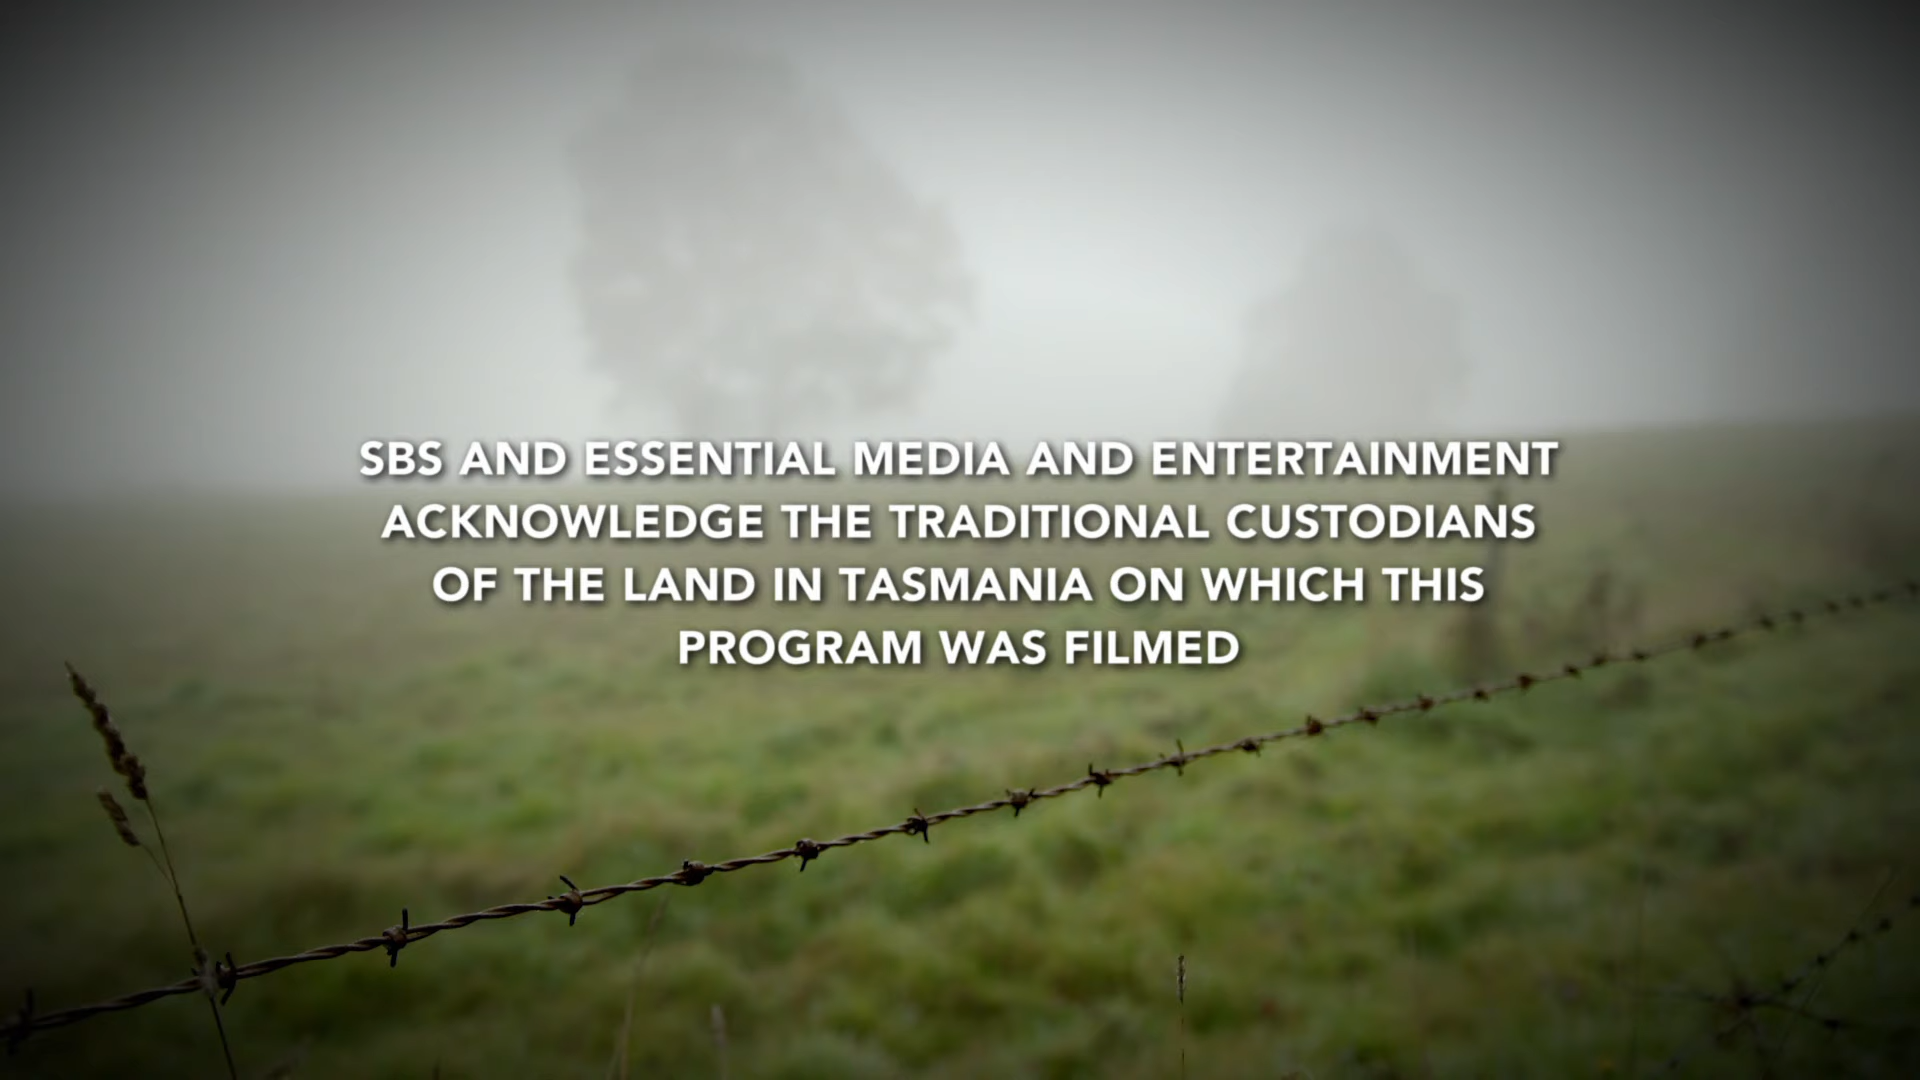 SBS AND ESSENTIAL MEDIA AND ENTERTAINMENT
ACKNOWLEDGE THE TRADITIONAL CUSTODIANS
OF THE LAND IN TASMANIA ON WHICH THIS
PROGRAM WAS FILMED